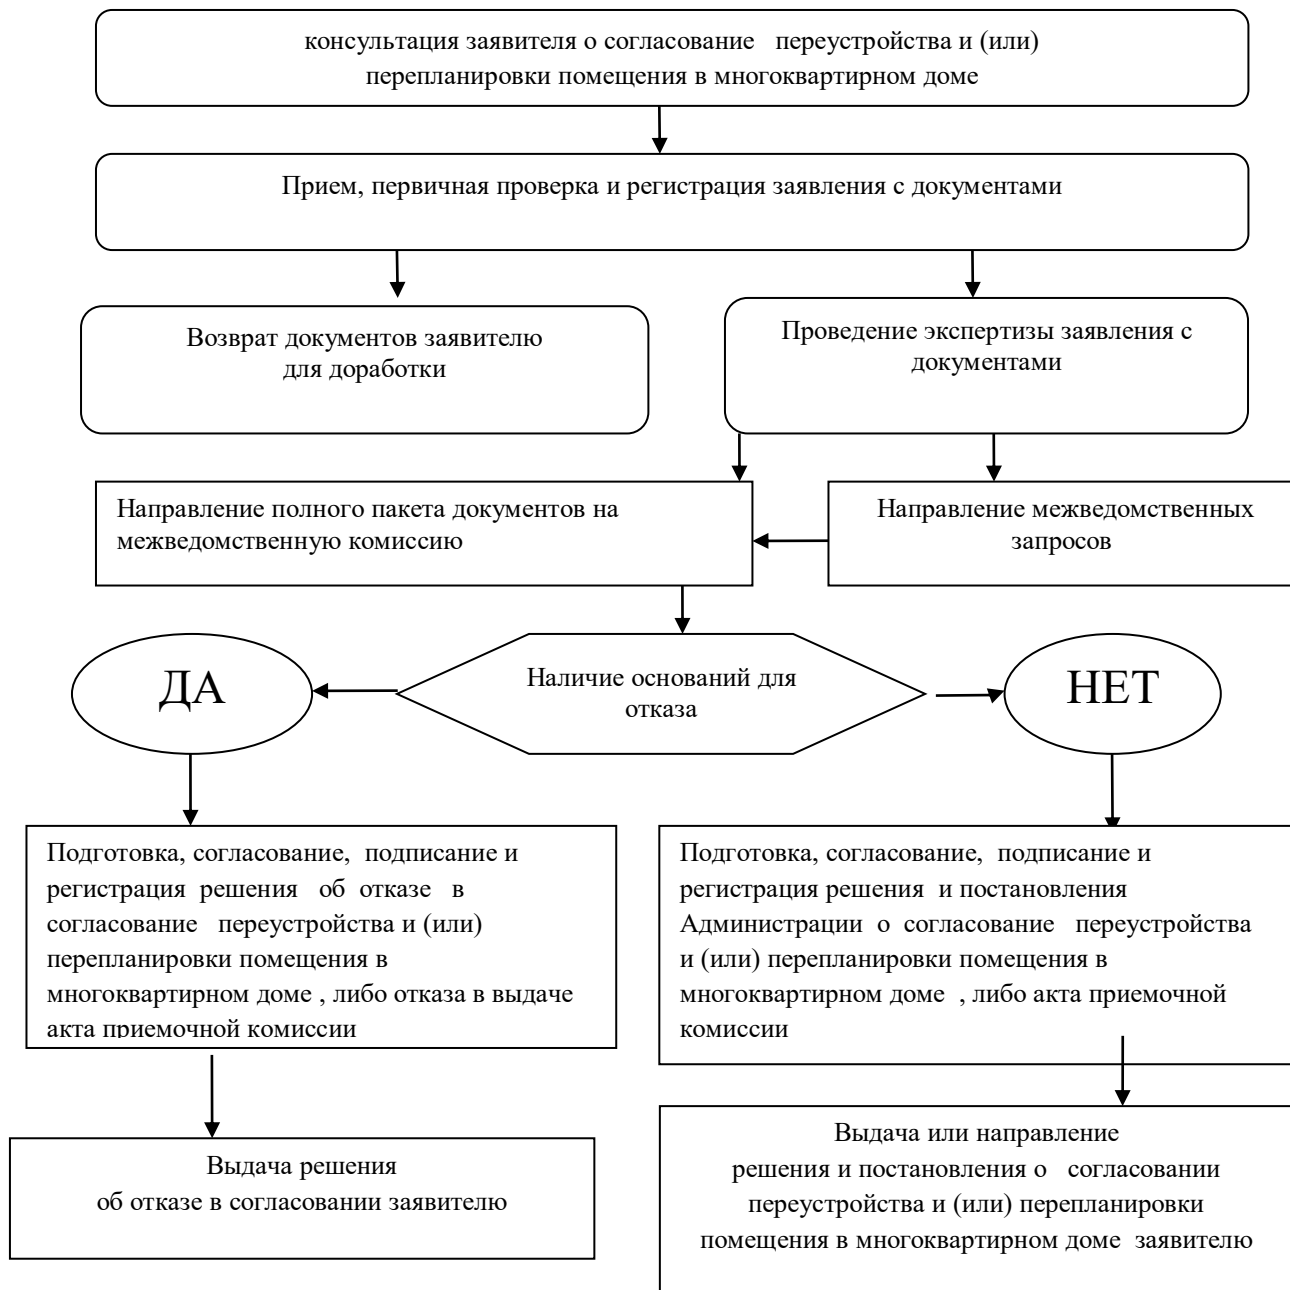 консультация заявителя о согласование переустройства и (или)
перепланировки помещения в многоквартирном доме
Прием, первичная проверка и регистрация заявления с документами
Возврат документов заявителю
для доработки
Проведение экспертизы заявления с
документами
Направление полного пакета документов на
межведомственную комиссию
Направление межведомственных
запросов
ДА
Наличие оснований для
отказа
НЕТ
Подготовка, согласование, подписание и
регистрация решения об отказе в
согласование переустройства и (или)
перепланировки помещения в
многоквартирном доме , либо отказа в выдаче
акта приемочной комиссии
Подготовка, согласование, подписание и
регистрация решения и постановления
Администрации о согласование переустройства
и (или) перепланировки помещения в
многоквартирном доме , либо акта приемочной
комиссии
Выдача решения
об отказе в согласовании заявителю
Выдача или направление
решения и постановления о согласовании
переустройства и (или) перепланировки
помещения в многоквартирном доме заявителю